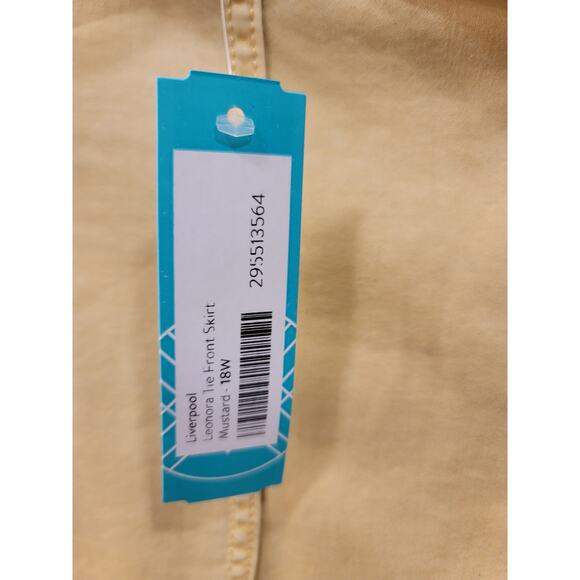 Liverpool
Leonora Tie Front Skirt
Mustard - 18W
295513564